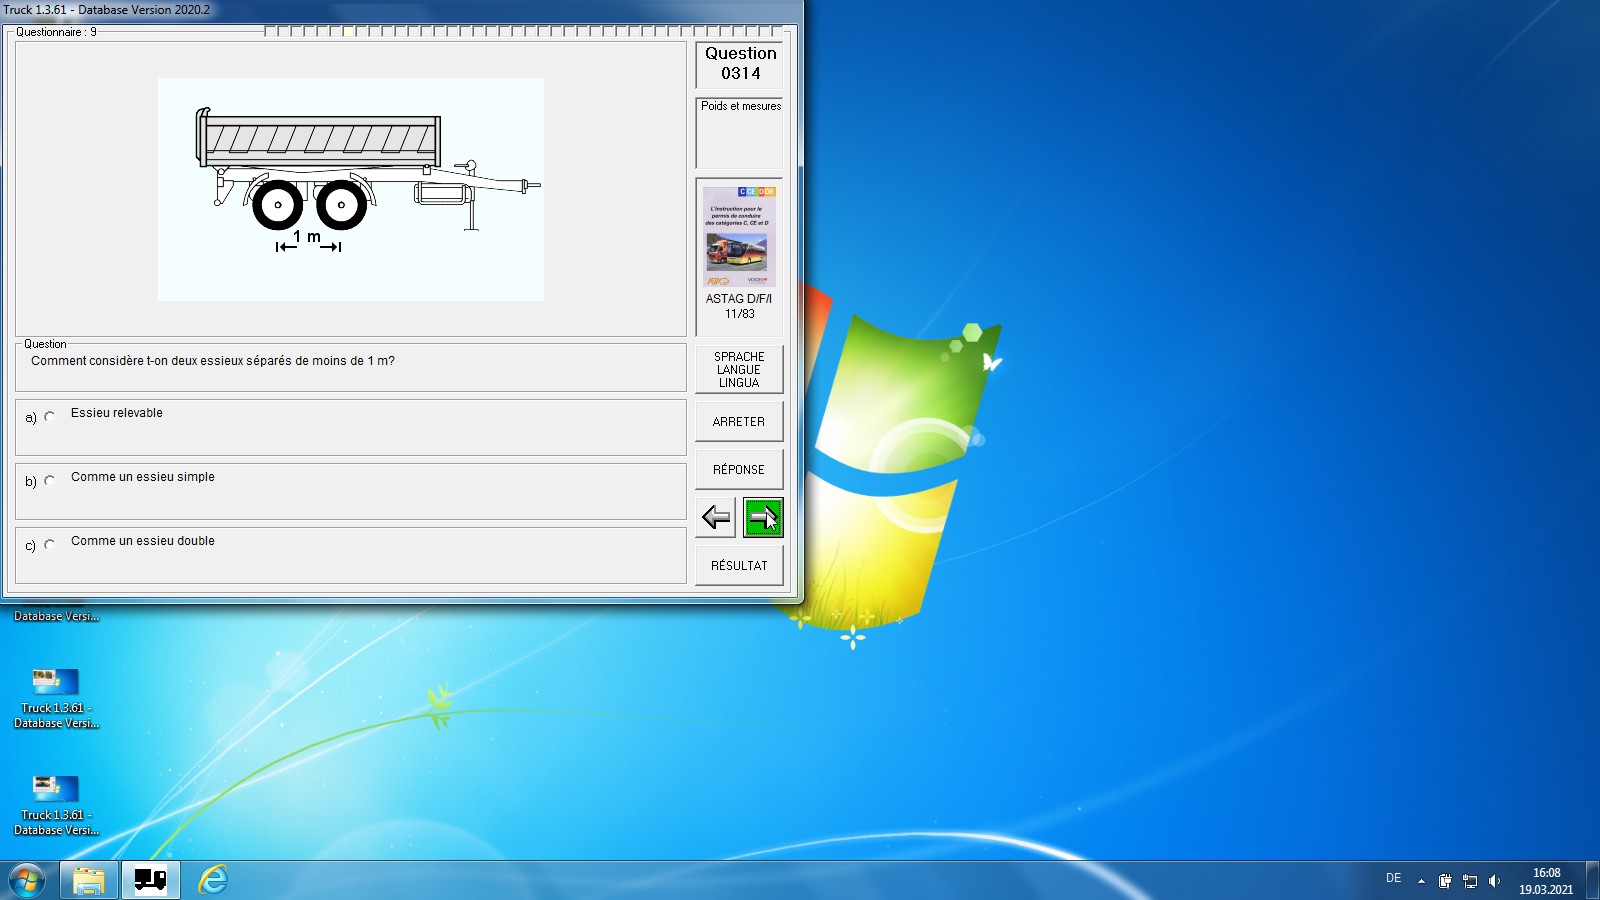 Truck 1.3.61 - Database Version 2020.2
Questionnaire : 9
Question
0314
Poids et mesures
1 m
C CE D DE
L'instruction pour le
permis de conduire
des catégories C, CE et D
ASTAG D/F/I
11/83
Question
Comment considère t-on deux essieux séparés de moins de 1 m?
SPRACHE
LANGUE
LINGUA
a) Essieu relevable
ARRETER
b) Comme un essieu simple
RÉPONSE
c) Comme un essieu double
RÉSULTAT
Database Versi...
Truck 1.3.61 -
Database Versi...
Truck 1.3.61 -
Database Versi...
DE
16:08
19.03.2021